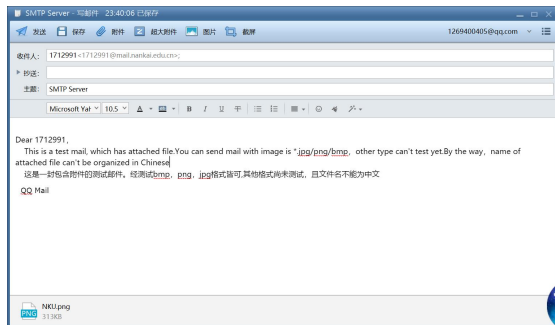 SMTP Server - 写邮件 23:40:06 已保存
发送 保存 附件 超大附件 图片 截屏 1269400405@qq.com
收件人: 1712991<1712991@mail.nankai.edu.cn>;
抄送:
主题: SMTP Server
Microsoft Yał 10.5 A B I U
Dear 1712991,
This is a test mail, which has attached file.You can send mail with image is *.jpg/png/bmp, other type can't test yet.By the way, name of
attached file can't be organized in Chinese
这是一封包含附件的测试邮件。经测试bmp、png、jpg格式皆可,其他格式尚未测试，且文件名不能为中文
QQ Mail
PNG NKU.png
313KB